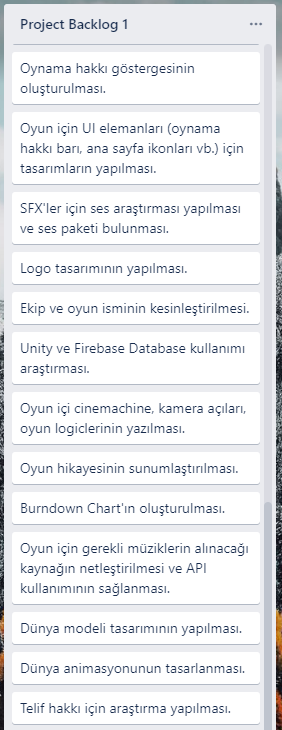 Project Backlog 1
Oynama hakkı göstergesinin
oluşturulması.
Oyun için UI elemanları (oynama
hakkı barı, ana sayfa ikonları vb.) için
tasarımların yapılması.
SFX'ler için ses araştırması yapılması
ve ses paketi bulunması.
Logo tasarımının yapılması.
Ekip ve oyun isminin kesinleştirilmesi.
Unity ve Firebase Database kullanımı
araştırması.
Oyun içi cinemachine, kamera açıları,
oyun logiclerinin yazılması.
Oyun hikayesinin sunumlaştırılması.
Burndown Chart'ın oluşturulması.
Oyun için gerekli müziklerin alınacağı
kaynağın netleştirilmesi ve API
kullanımının sağlanması.
Dünya modeli tasarımının yapılması.
Dünya animasyonunun tasarlanması.
Telif hakkı için araştırma yapılması.